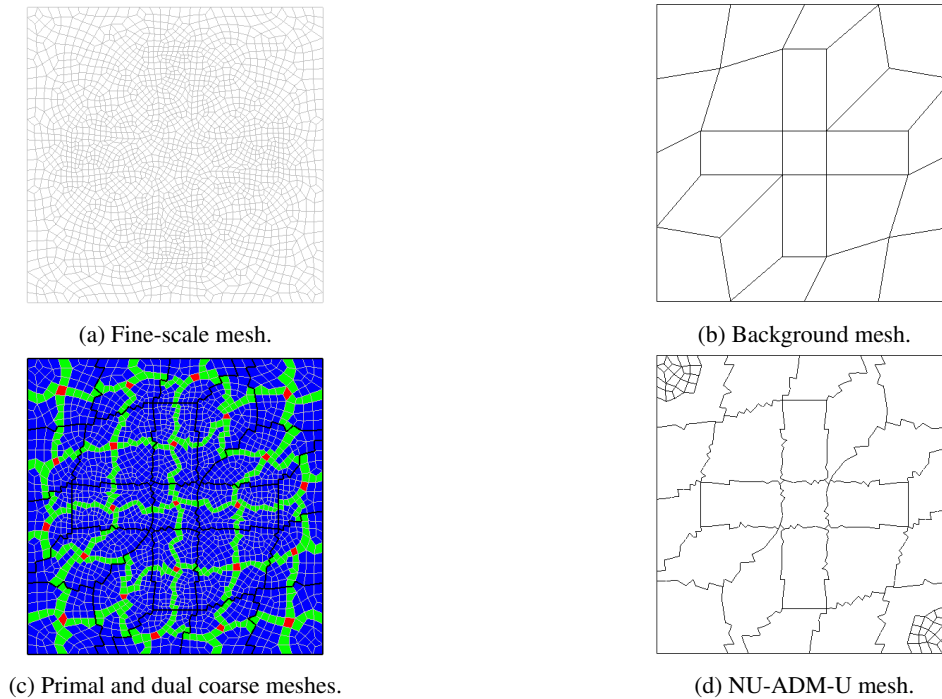 (a) Fine-scale mesh.
(b) Background mesh.
(c) Primal and dual coarse meshes.
(d) NU-ADM-U mesh.